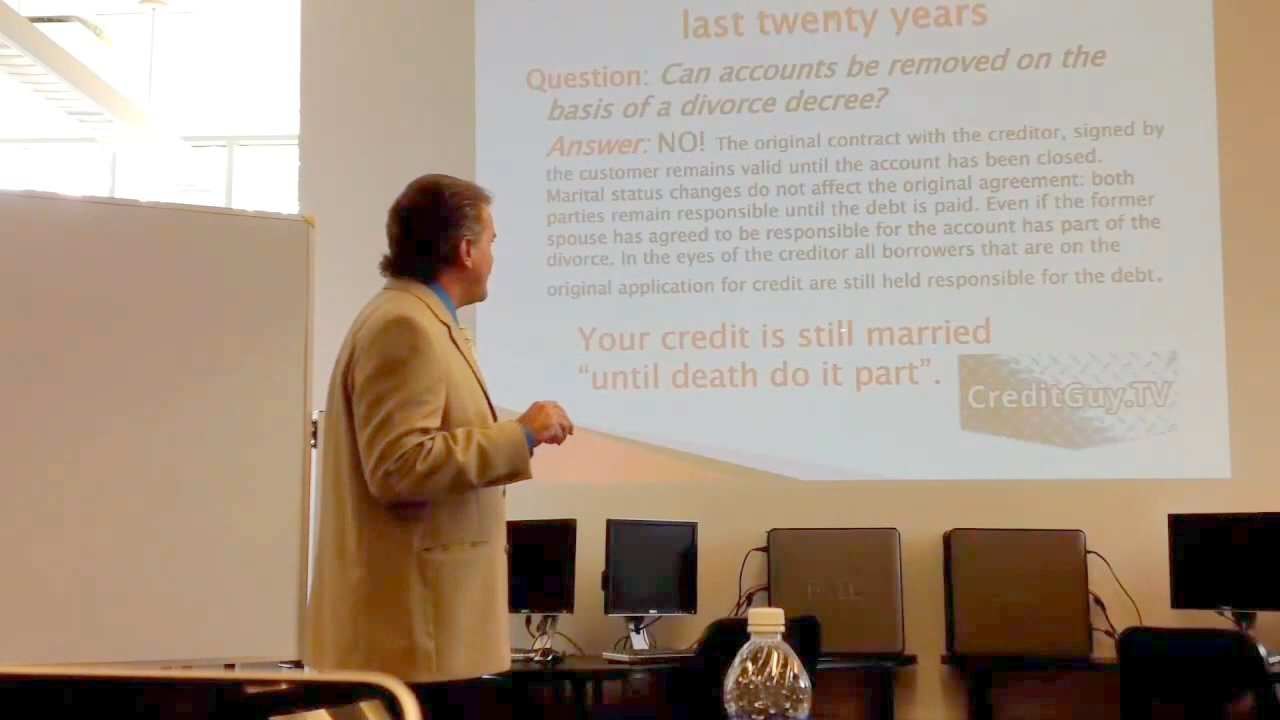 last twenty years
Question: Can accounts be removed on the
basis of a divorce decree?
Answer: NO! The original contract with the creditor, signed by
the customer remains valid until the account has been closed.
Marital status changes do not affect the original agreement: both
parties remain responsible until the debt is paid. Even if the former
spouse has agreed to be responsible for the account has part of the
divorce. In the eyes of the creditor all borrowers that are on the
original application for credit are still held responsible for the debt.
Your credit is still married
“until death do it part”.
CreditGuy.TV
DELL